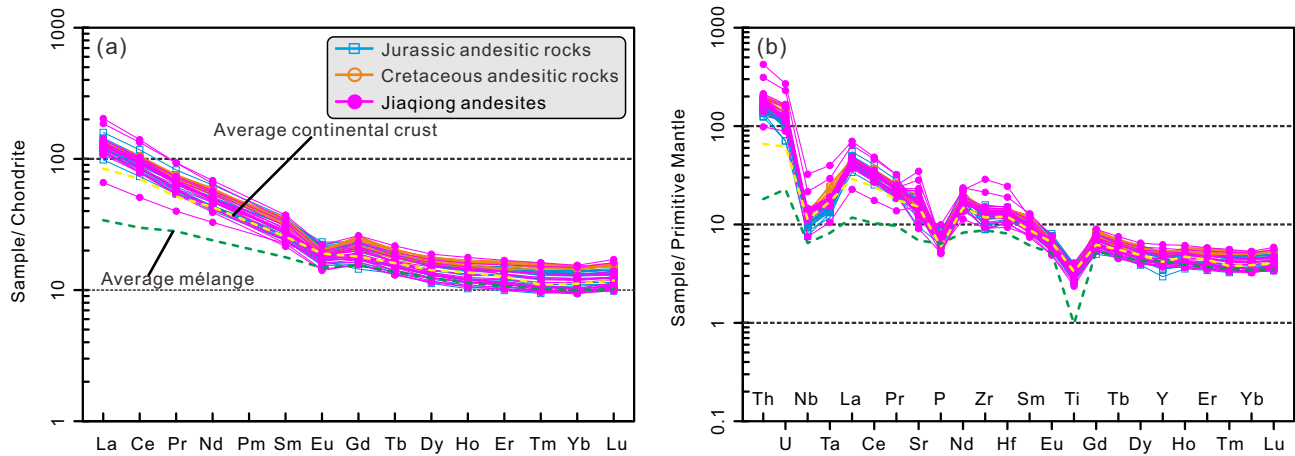 (a)
Jurassic andesitic rocks
Cretaceous andesitic rocks
Jiaqiong andesites
Average continental crust
Average mélange
Sample/ Chondrite
1000
100
10
1
La Ce Pr Nd Pm Sm Eu Gd Tb Dy Ho Er Tm Yb Lu
(b)
Sample/ Primitive Mantle
1000
100
10
1
0.1
Th Nb La Pr P Zr Sm Ti Tb Y Er Yb
U Ta Ce Sr Nd Hf Eu Gd Dy Ho Tm Lu